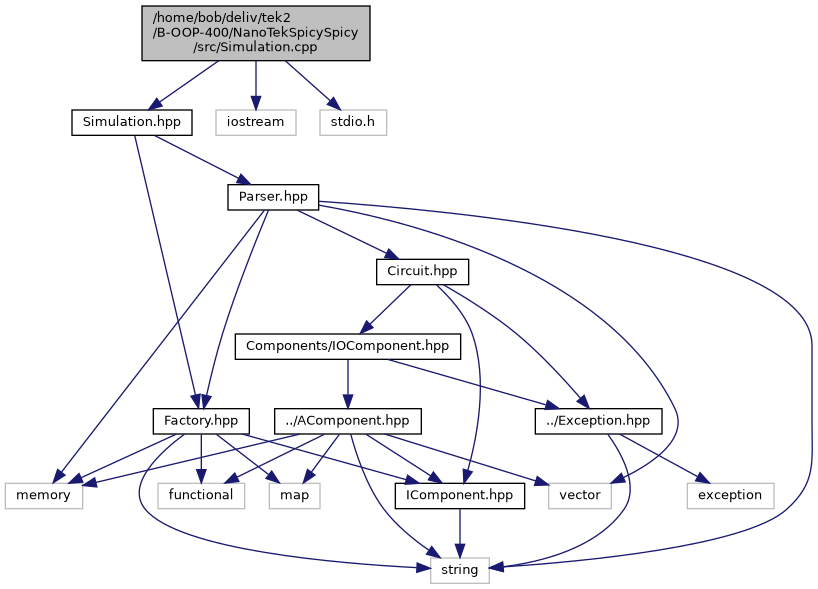 /home/bob/deliv/tek2
/B-OOP-400/NanoTekSpicySpicy
/src/Simulation.cpp
Simulation.hpp
iostream
stdio.h
Parser.hpp
Circuit.hpp
Components/IOComponent.hpp
Factory.hpp
../AComponent.hpp
../Exception.hpp
memory
functional
map
IComponent.hpp
vector
exception
string